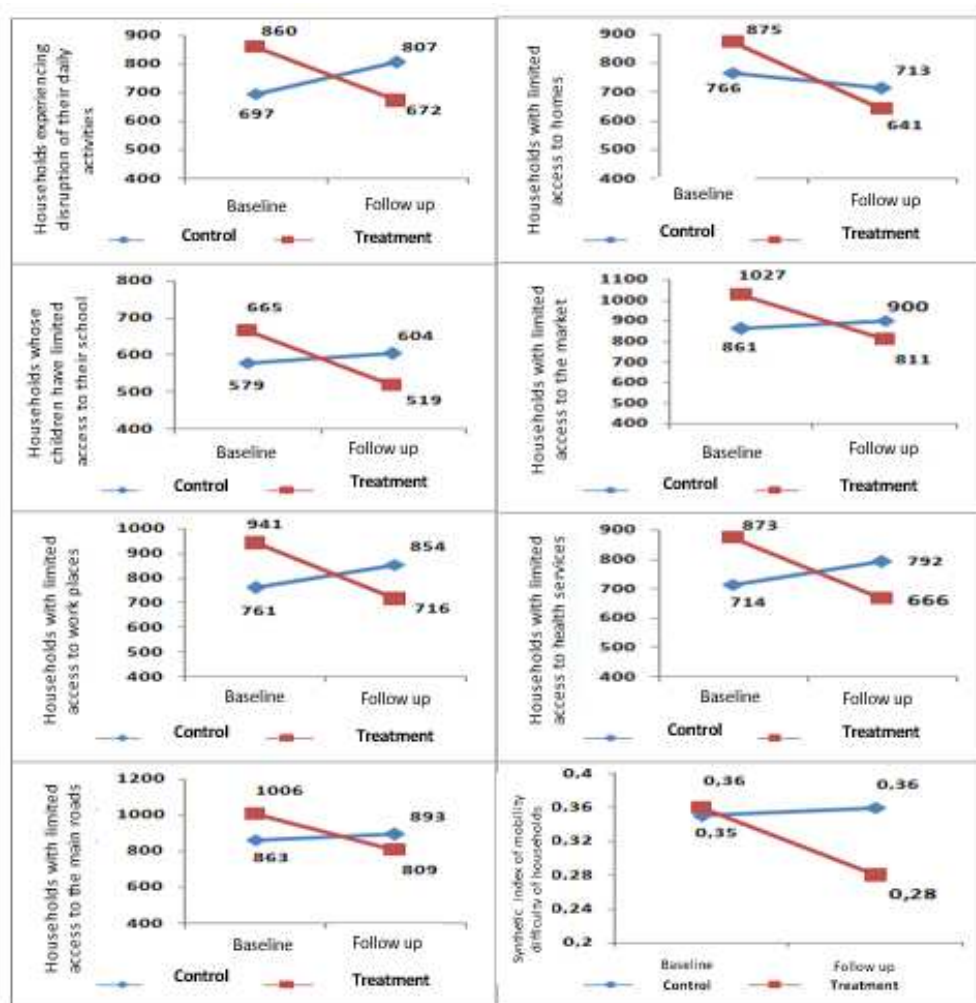 Households experiencing
disruption of their daily
activities
900
800
700
600
500
400
860
807
697
672
Baseline
Follow up
Control
Treatment
Households with limited
access to homes
900
800
700
600
500
400
875
766
713
641
Baseline
Follow up
Control
Treatment
Households whose
children have limited
access to their school
800
700
600
500
400
665
604
579
519
Baseline
Follow up
Control
Treatment
Households with limited
access to the market
1100
1000
900
800
700
600
500
400
1027
900
861
811
Baseline
Follow up
Control
Treatment
Households with limited
access to work places
1000
900
800
700
600
500
400
941
854
761
716
Baseline
Follow up
Control
Treatment
Households with limited
access to health services
900
800
700
600
500
400
873
792
714
666
Baseline
Follow up
Control
Treatment
Households with limited
access to the main roads
1200
1000
800
600
400
1006
893
863
809
Baseline
Follow up
Control
Treatment
Synthetic index of mobility
difficulty of households
0,4
0,36
0,32
0,28
0,24
0,2
0,36
0,36
0,35
0,28
Baseline
Follow up
Control
Treatment